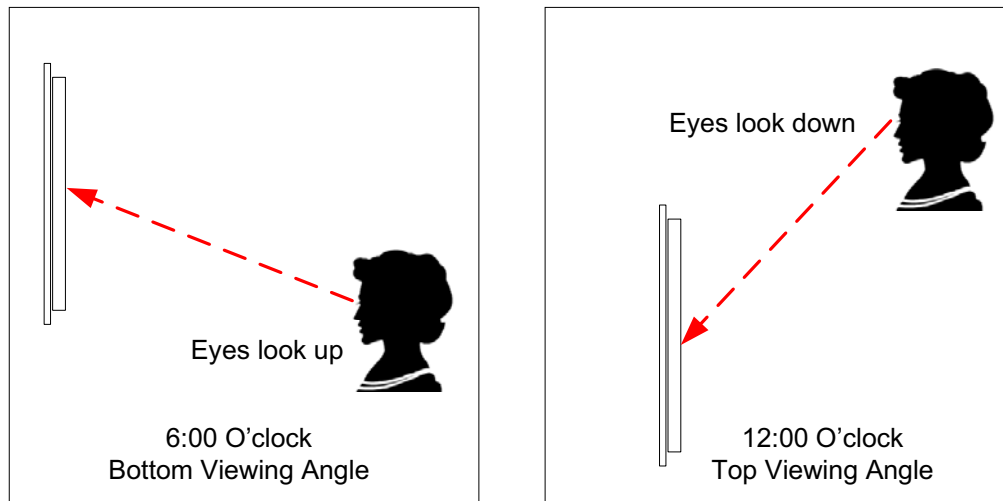 Eyes look up
6:00 O’clock
Bottom Viewing Angle
Eyes look down
12:00 O’clock
Top Viewing Angle